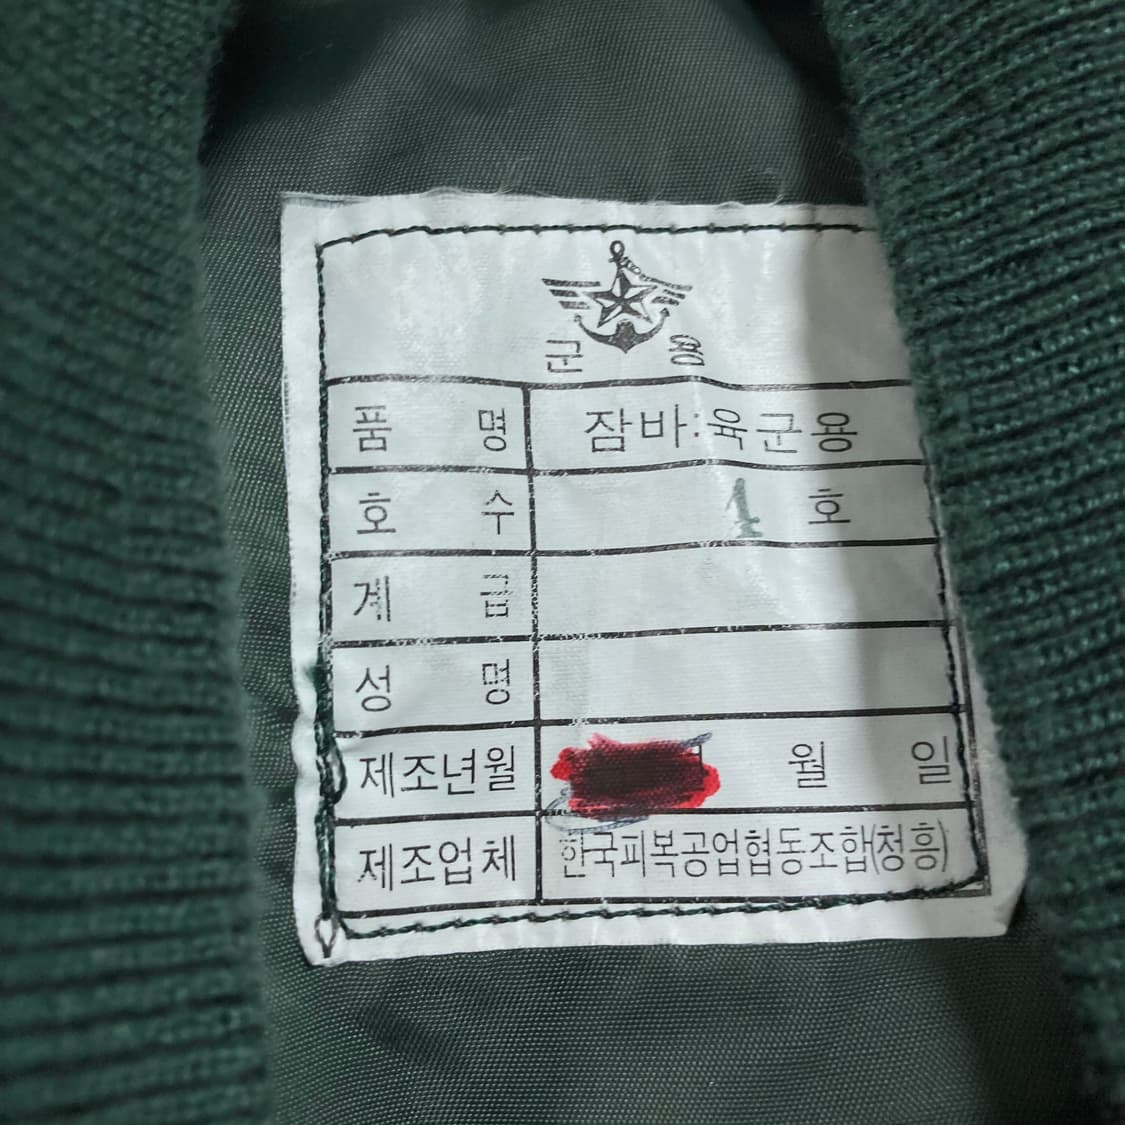 군 용
품 명 잠바:육군용
호 수 1 호
계 급
성 명
제조년월 월 일
제조업체 한국피복공업협동조합(청흥)